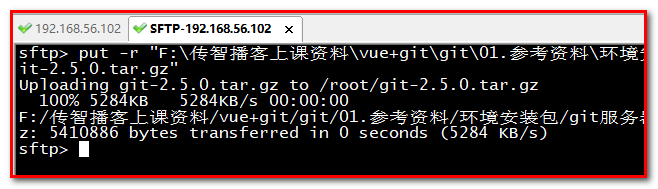 192.168.56.102 SFTP-192.168.56.102 ×
sftp> put -r "F:\传智播客上课资料\vue+git\git\01.参考资料\环境安
it-2.5.0.tar.gz"
Uploading git-2.5.0.tar.gz to /root/git-2.5.0.tar.gz
100% 5284KB 5284KB/s 00:00:00
F:/传智播客上课资料/vue+git/git/01.参考资料/环境安装包/git服务
z: 5410886 bytes transferred in 0 seconds (5284 KB/s)
sftp>